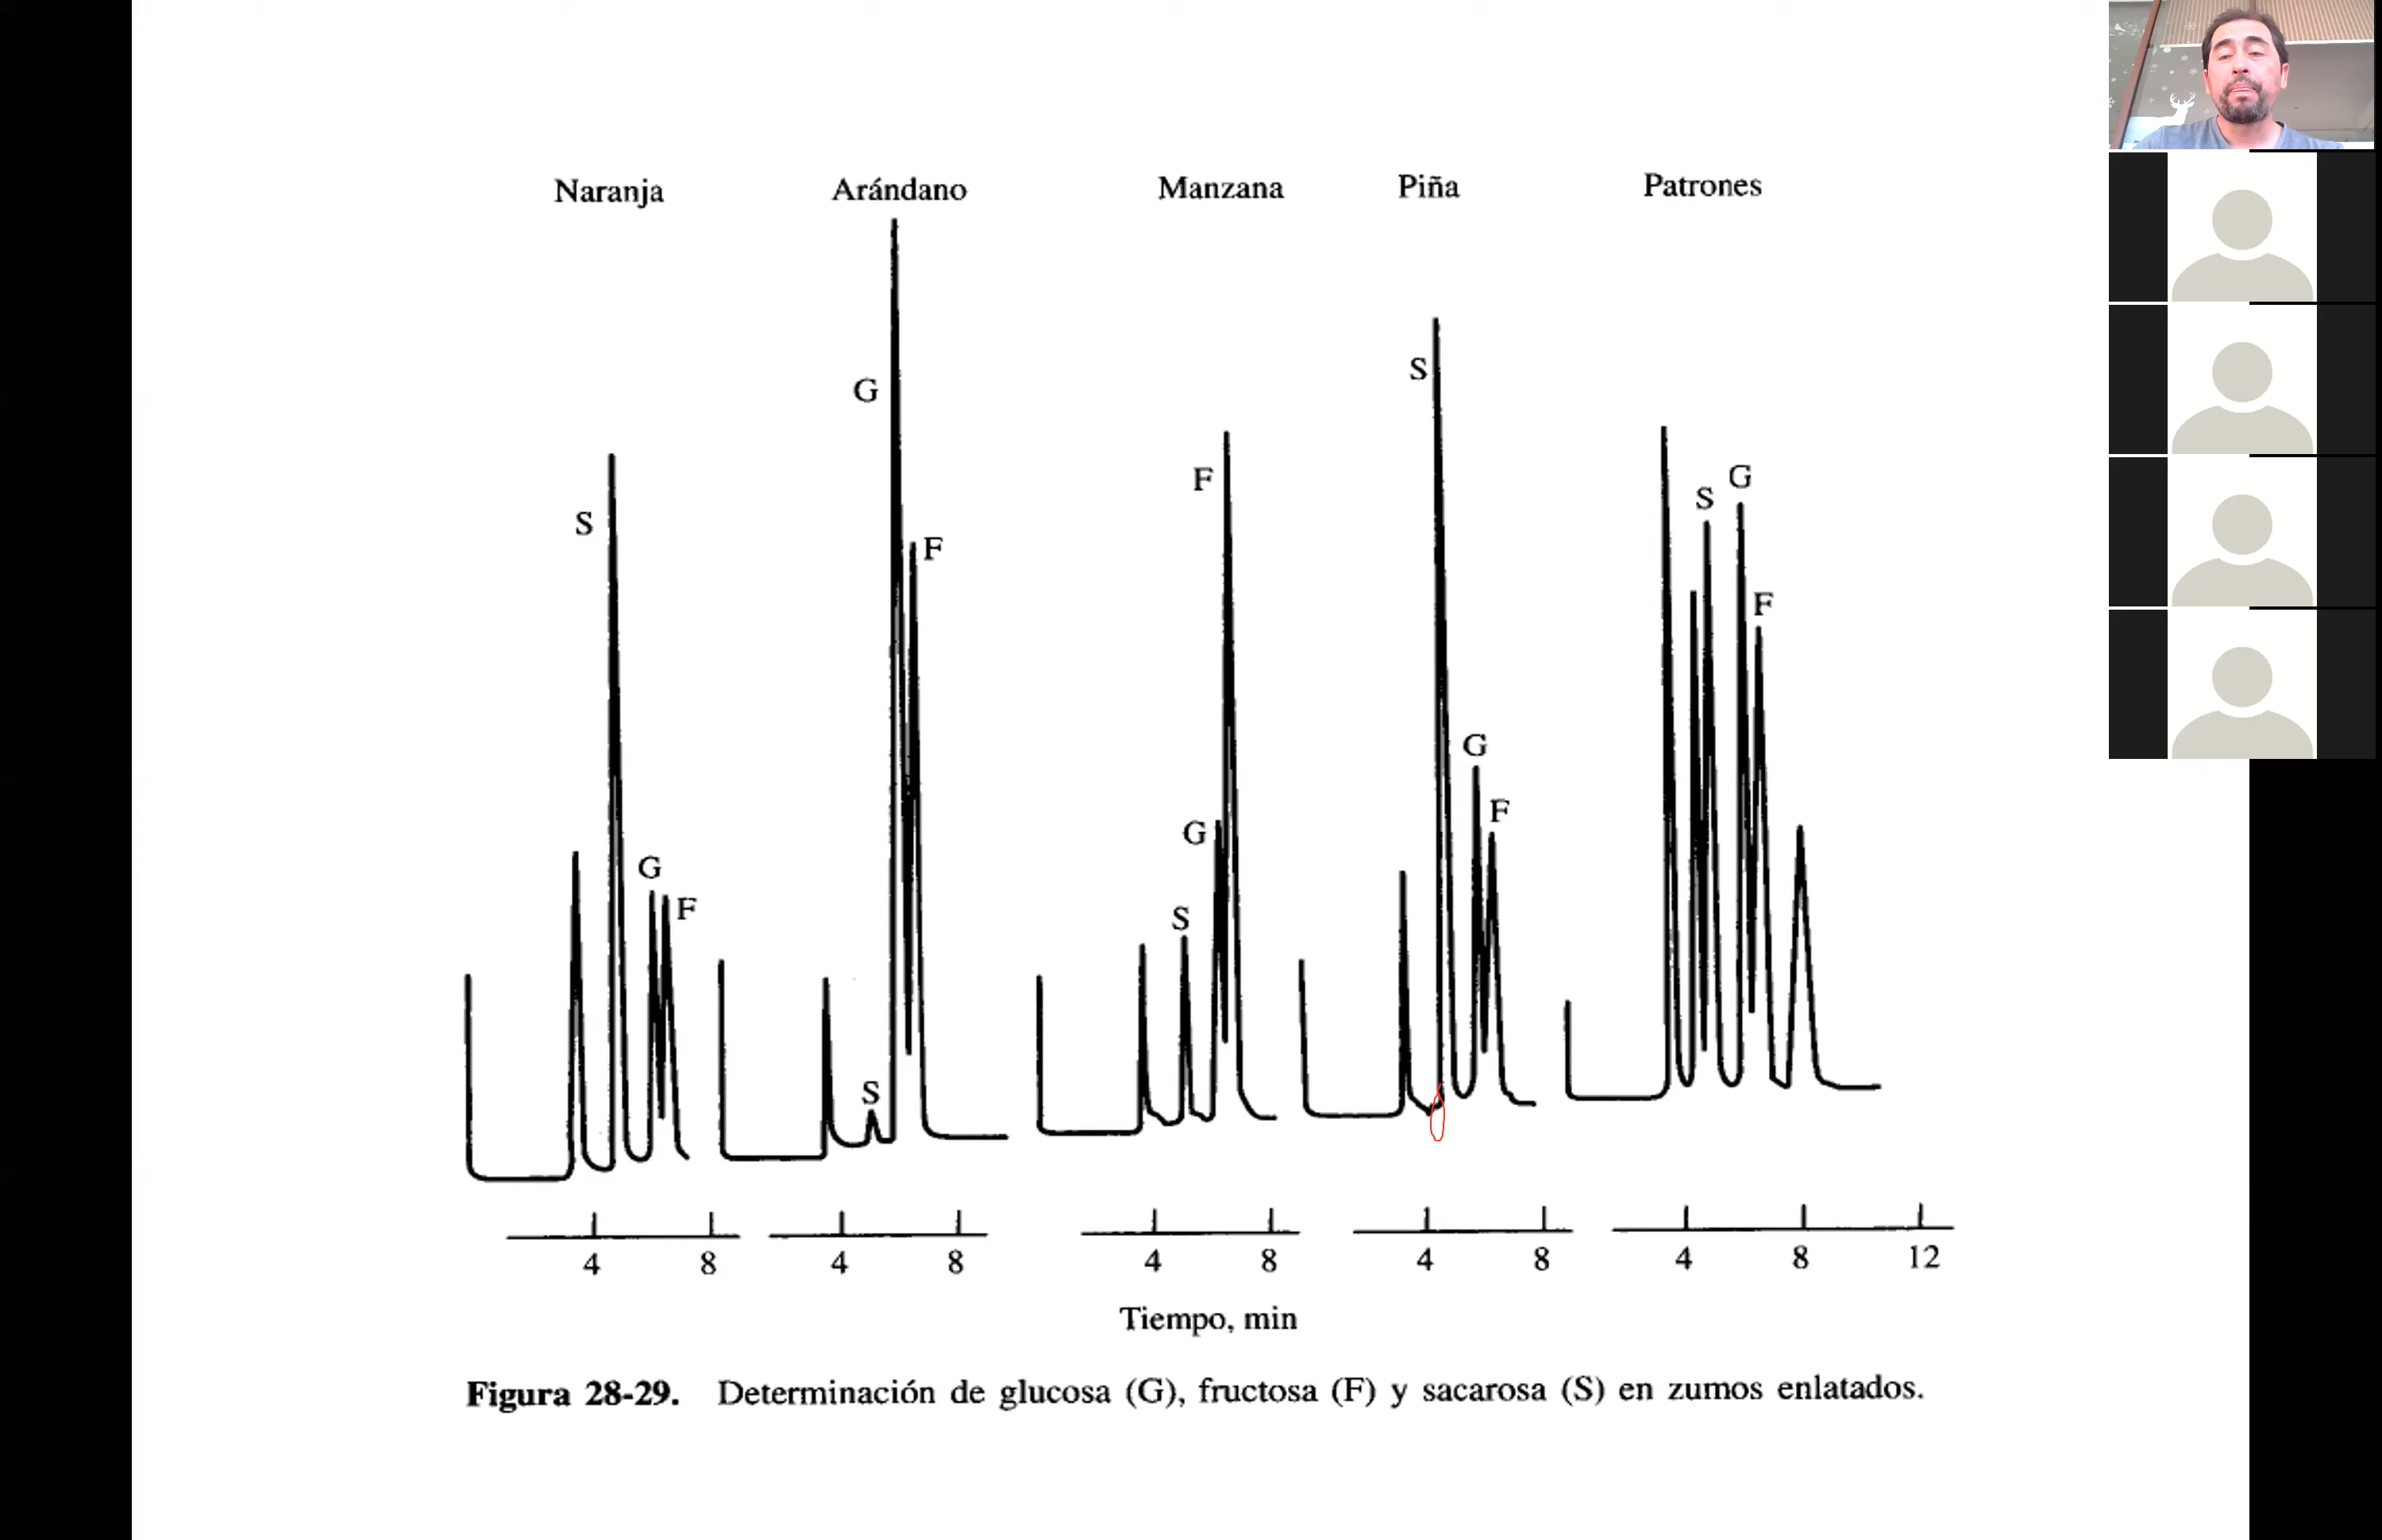 Naranja Arándano Manzana Piña Patrones
S G G F
G F S F S G F
S G F S G F
4 8 4 8 4 8 4 8 4 8 12
Tiempo, min
Figura 28-29. Determinación de glucosa (G), fructosa (F) y sacarosa (S) en zumos enlatados.